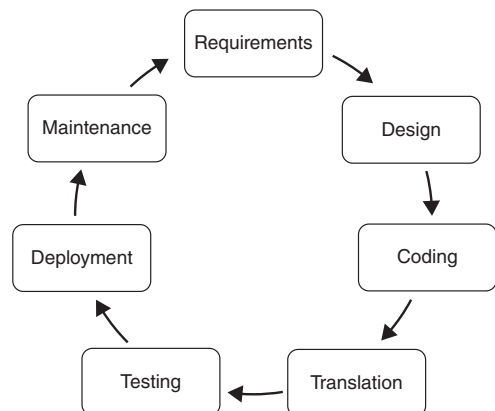 Requirements
Design
Coding
Translation
Testing
Deployment
Maintenance